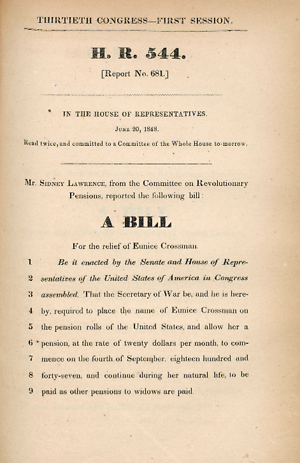 THIRTIETH CONGRESS—FIRST SESSION.
H. R. 544.
[Report No. 681.]
IN THE HOUSE OF REPRESENTATIVES.
JUNE 20, 1848.
Read twice, and committed to a Committee of the Whole House to-morrow.
Mr. SIDNEY LAWRENCE, from the Committee on Revolutionary
Pensions, reported the following bill:
A BILL
For the relief of Eunice Crossman.
1 Be it enacted by the Senate and House of Repre-
2 sentatives of the United States of America in Congress
3 assembled. That the Secretary of War be, and he is here-
4 by, required to place the name of Eunice Crossman on
5 the pension rolls of the United States, and allow her a
6 pension, at the rate of twenty dollars per month, to com-
7 mence on the fourth of September, eighteen hundred and
8 forty-seven, and continue during her natural life, to be
9 paid as other pensions to widows are paid.